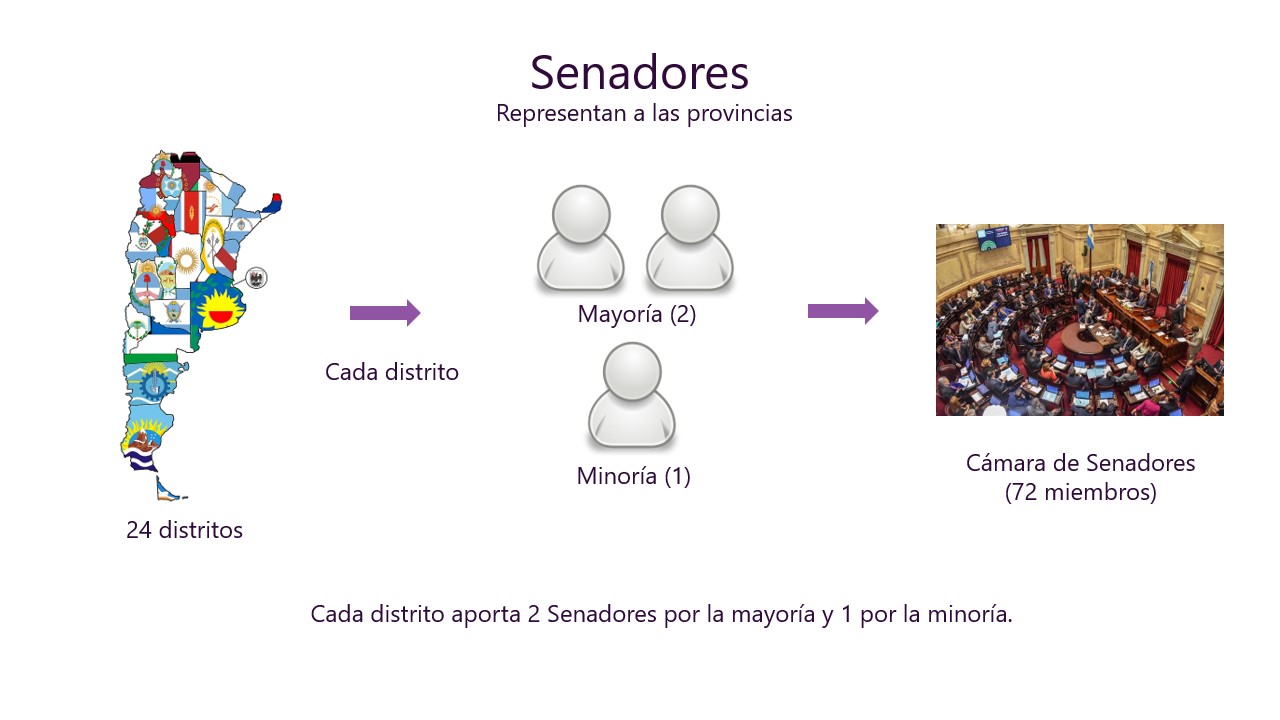 Senadores
Representan a las provincias
Mayoría (2)
Cada distrito
Minoría (1)
Cámara de Senadores
(72 miembros)
24 distritos
Cada distrito aporta 2 Senadores por la mayoría y 1 por la minoría.